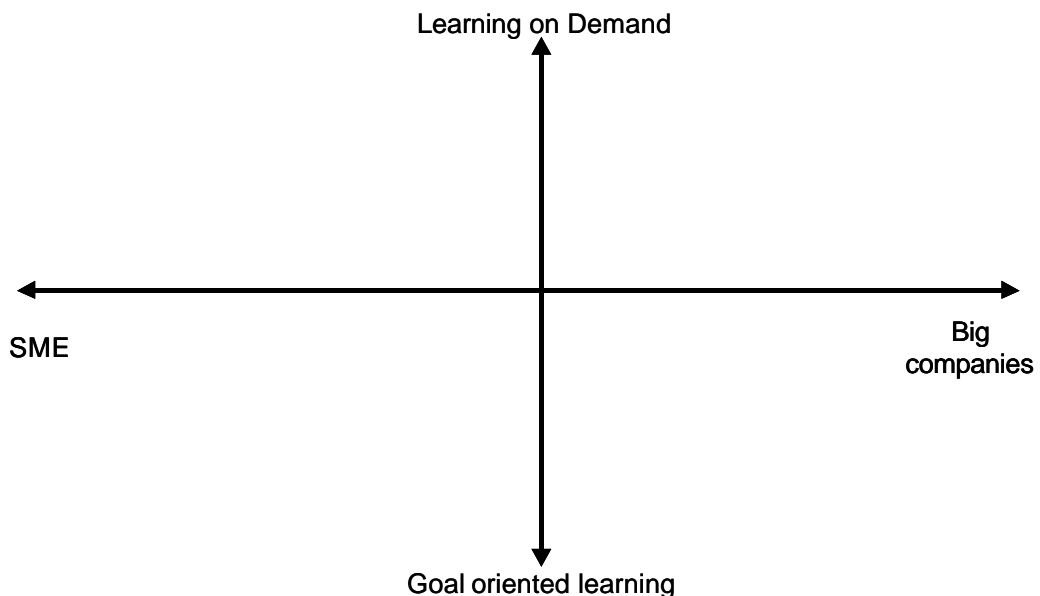 Learning on Demand
SME
Big
companies
Goal oriented learning